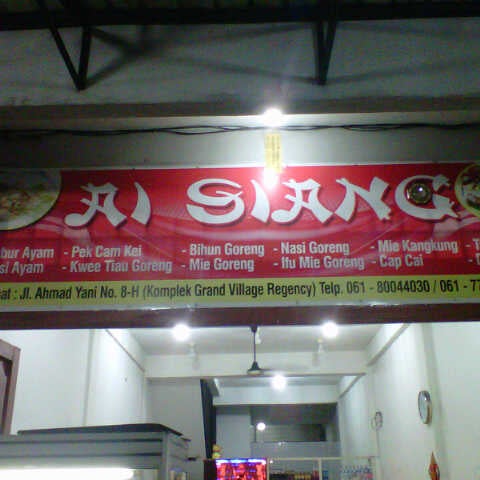 AI SIANG
bur Ayam - Pek Cam Kei - Bihun Goreng - Nasi Goreng - Mie Kangkung
si Ayam - Kwee Tiau Goreng - Mie Goreng - Ifu Mie Goreng - Cap Cai
at : Jl. Ahmad Yani No. 8-H (Komplek Grand Village Regency) Telp. 061 - 80044030 / 061 - 77